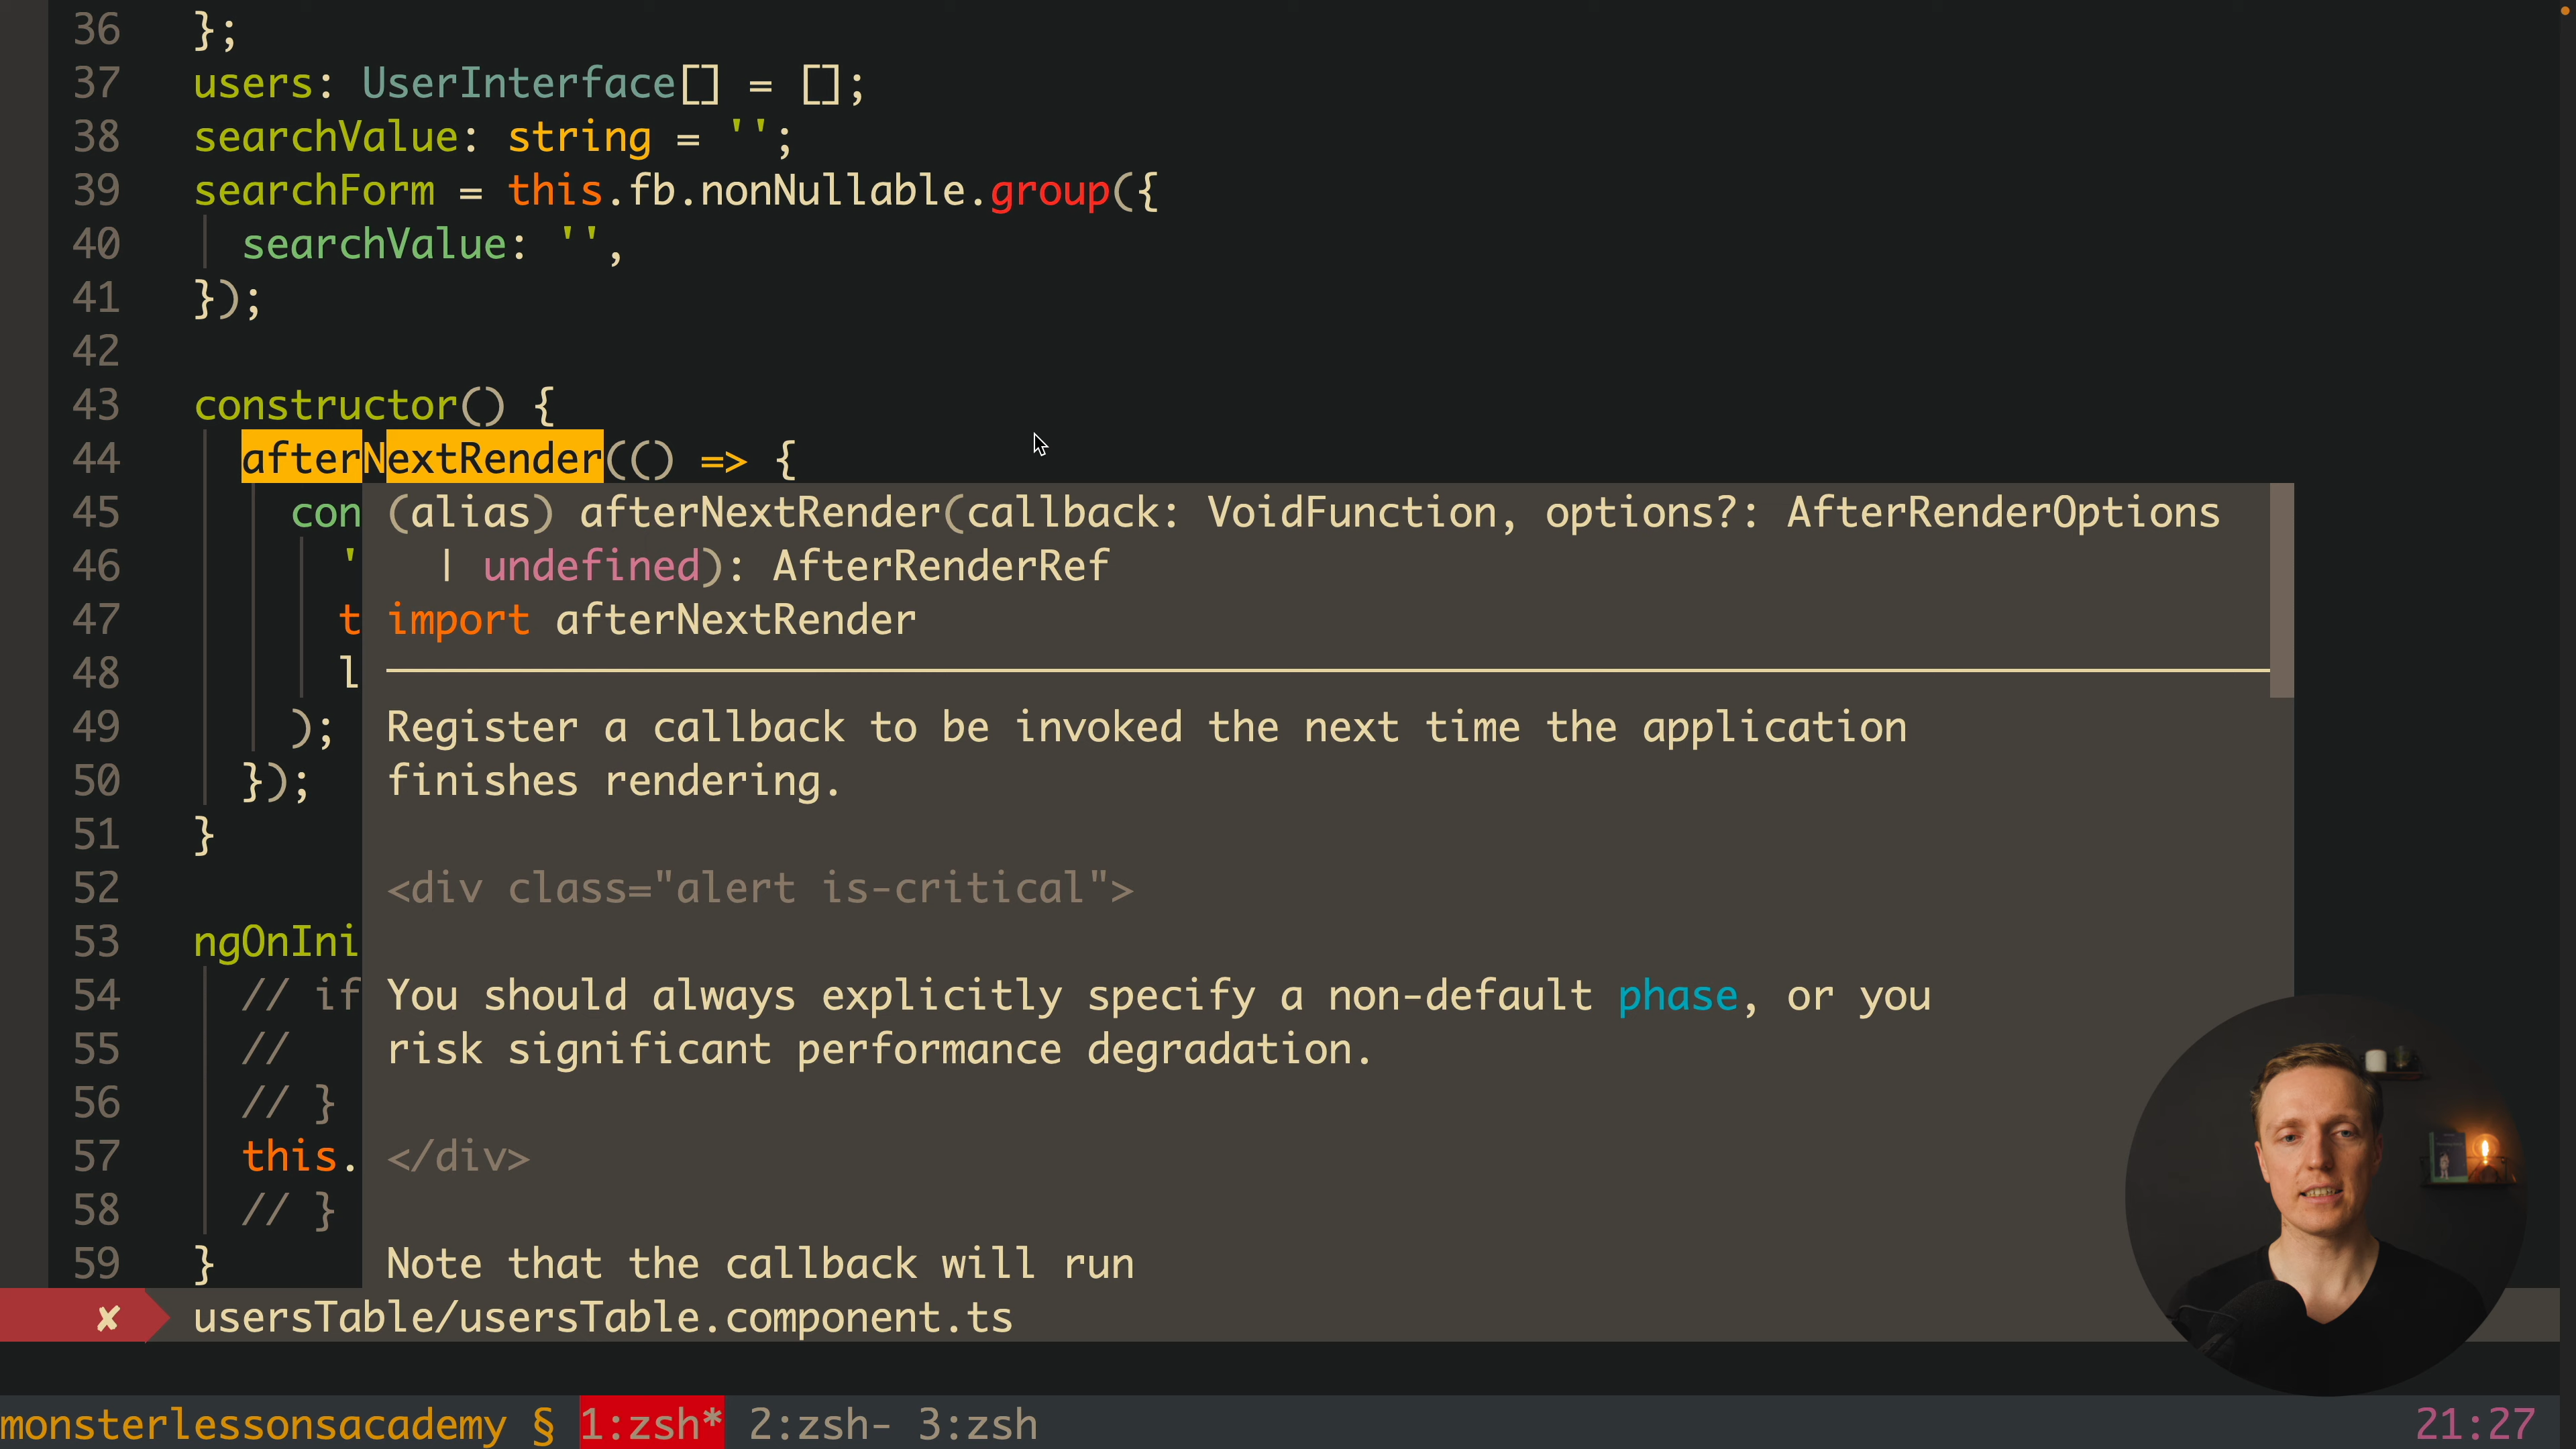 36 };
37 users: UserInterface[] = [];
38 searchValue: string = '';
39 searchForm = this.fb.nonNullable.group({
40 searchValue: '',
41 });
42
43 constructor() {
44 afterNextRender(() => {
45 con (alias) afterNextRender(callback: VoidFunction, options?: AfterRenderOptions
46 ' | undefined): AfterRenderRef
47 t import afterNextRender
48 l
49 ); Register a callback to be invoked the next time the application
50 }); finishes rendering.
51 }
52 <div class="alert is-critical">
53 ngOnIni
54 // if You should always explicitly specify a non-default phase, or you
55 // risk significant performance degradation.
56 // }
57 this. </div>
58 // }
59 } Note that the callback will run
✘ usersTable/usersTable.component.ts
monsterlessonsacademy § 1:zsh* 2:zsh- 3:zsh 21:27